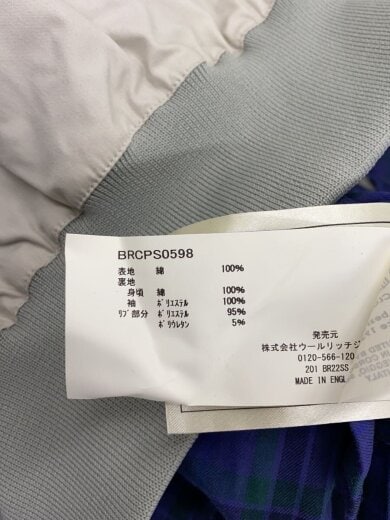 BRCPS0598
表地 綿 100%
裏地
身頃 綿 100%
袖 ポリエステル 100%
リブ部分 ポリエステル 95%
ポリウレタン 5%
発売元
株式会社ウールリッチジ
0120-566-120
201 BR22SS
MADE IN ENGL